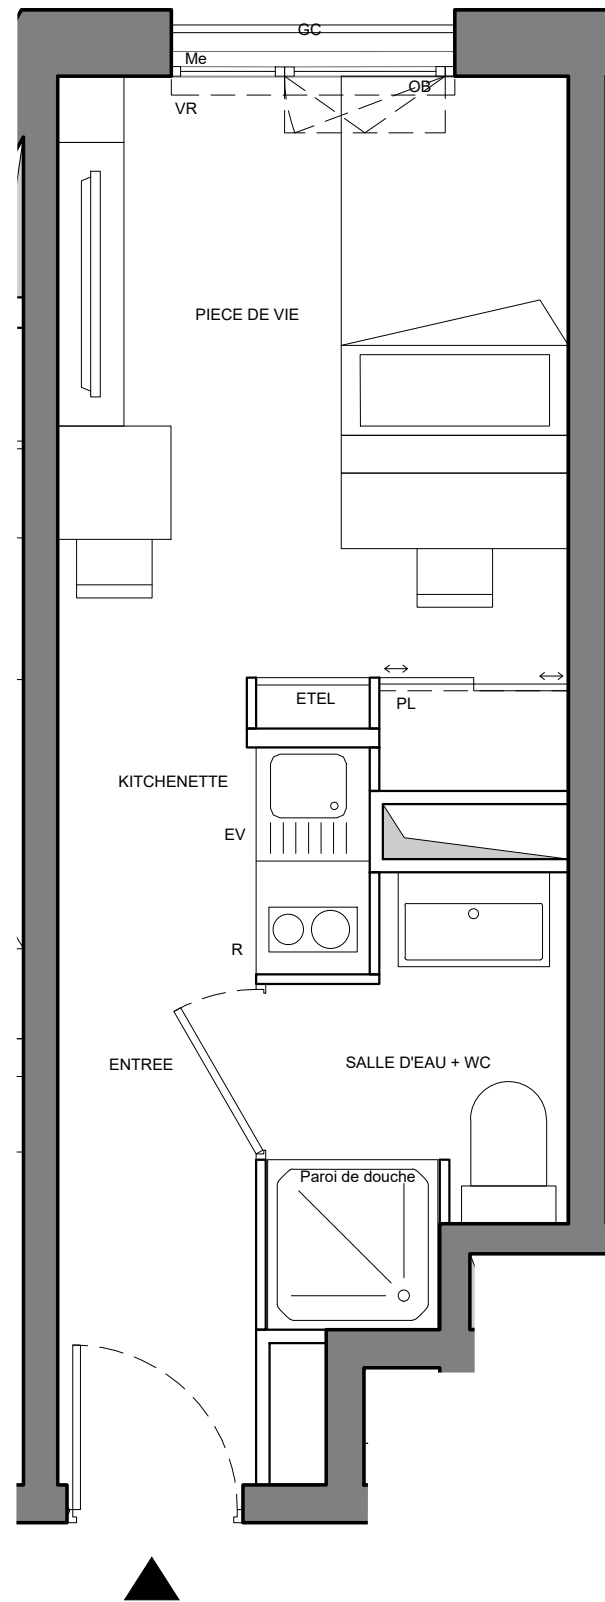 GC
Me
OB
VR
PIECE DE VIE
ETEL
PL
KITCHENETTE
EV
R
ENTREE
SALLE D'EAU + WC
Paroi de douche